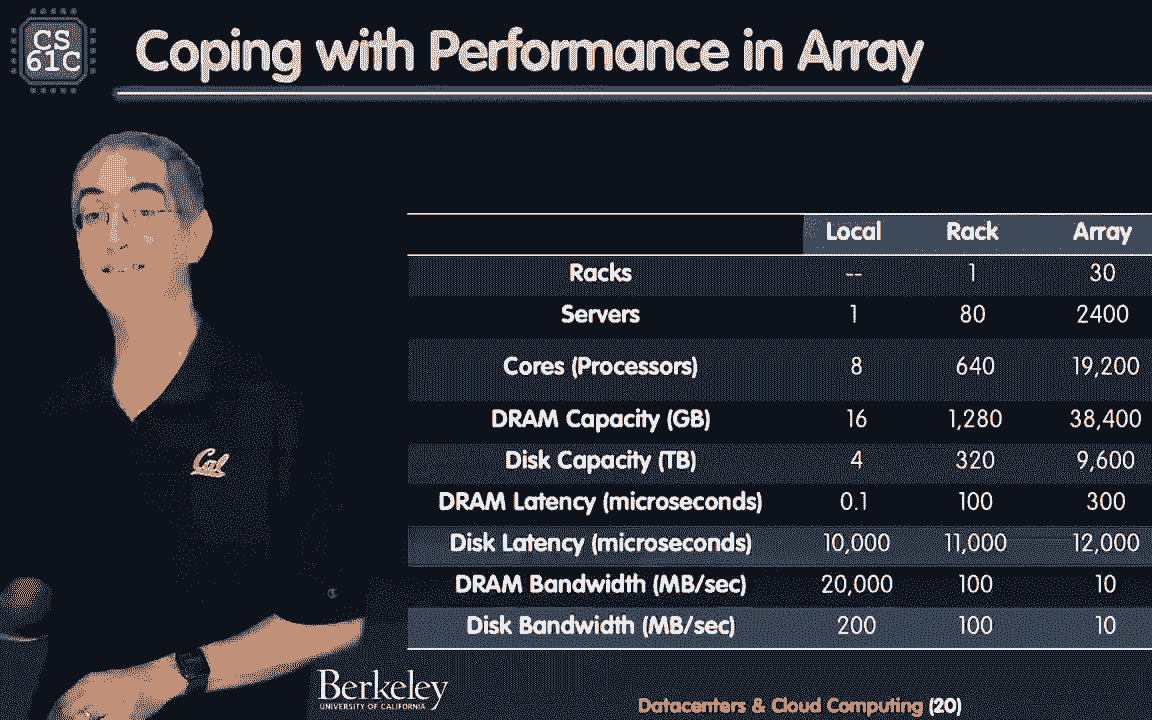 CS
61C
Coping with Performance in Array
Local Rack Array
Racks -- 1 30
Servers 1 80 2400
Cores (Processors) 8 640 19,200
DRAM Capacity (GB) 16 1,280 38,400
Disk Capacity (TB) 4 320 9,600
DRAM Latency (microseconds) 0.1 100 300
Disk Latency (microseconds) 10,000 11,000 12,000
DRAM Bandwidth (MB/sec) 20,000 100 10
Disk Bandwidth (MB/sec) 200 100 10
Cal
Berkeley
UNIVERSITY OF CALIFORNIA
Datacenters & Cloud Computing (20)